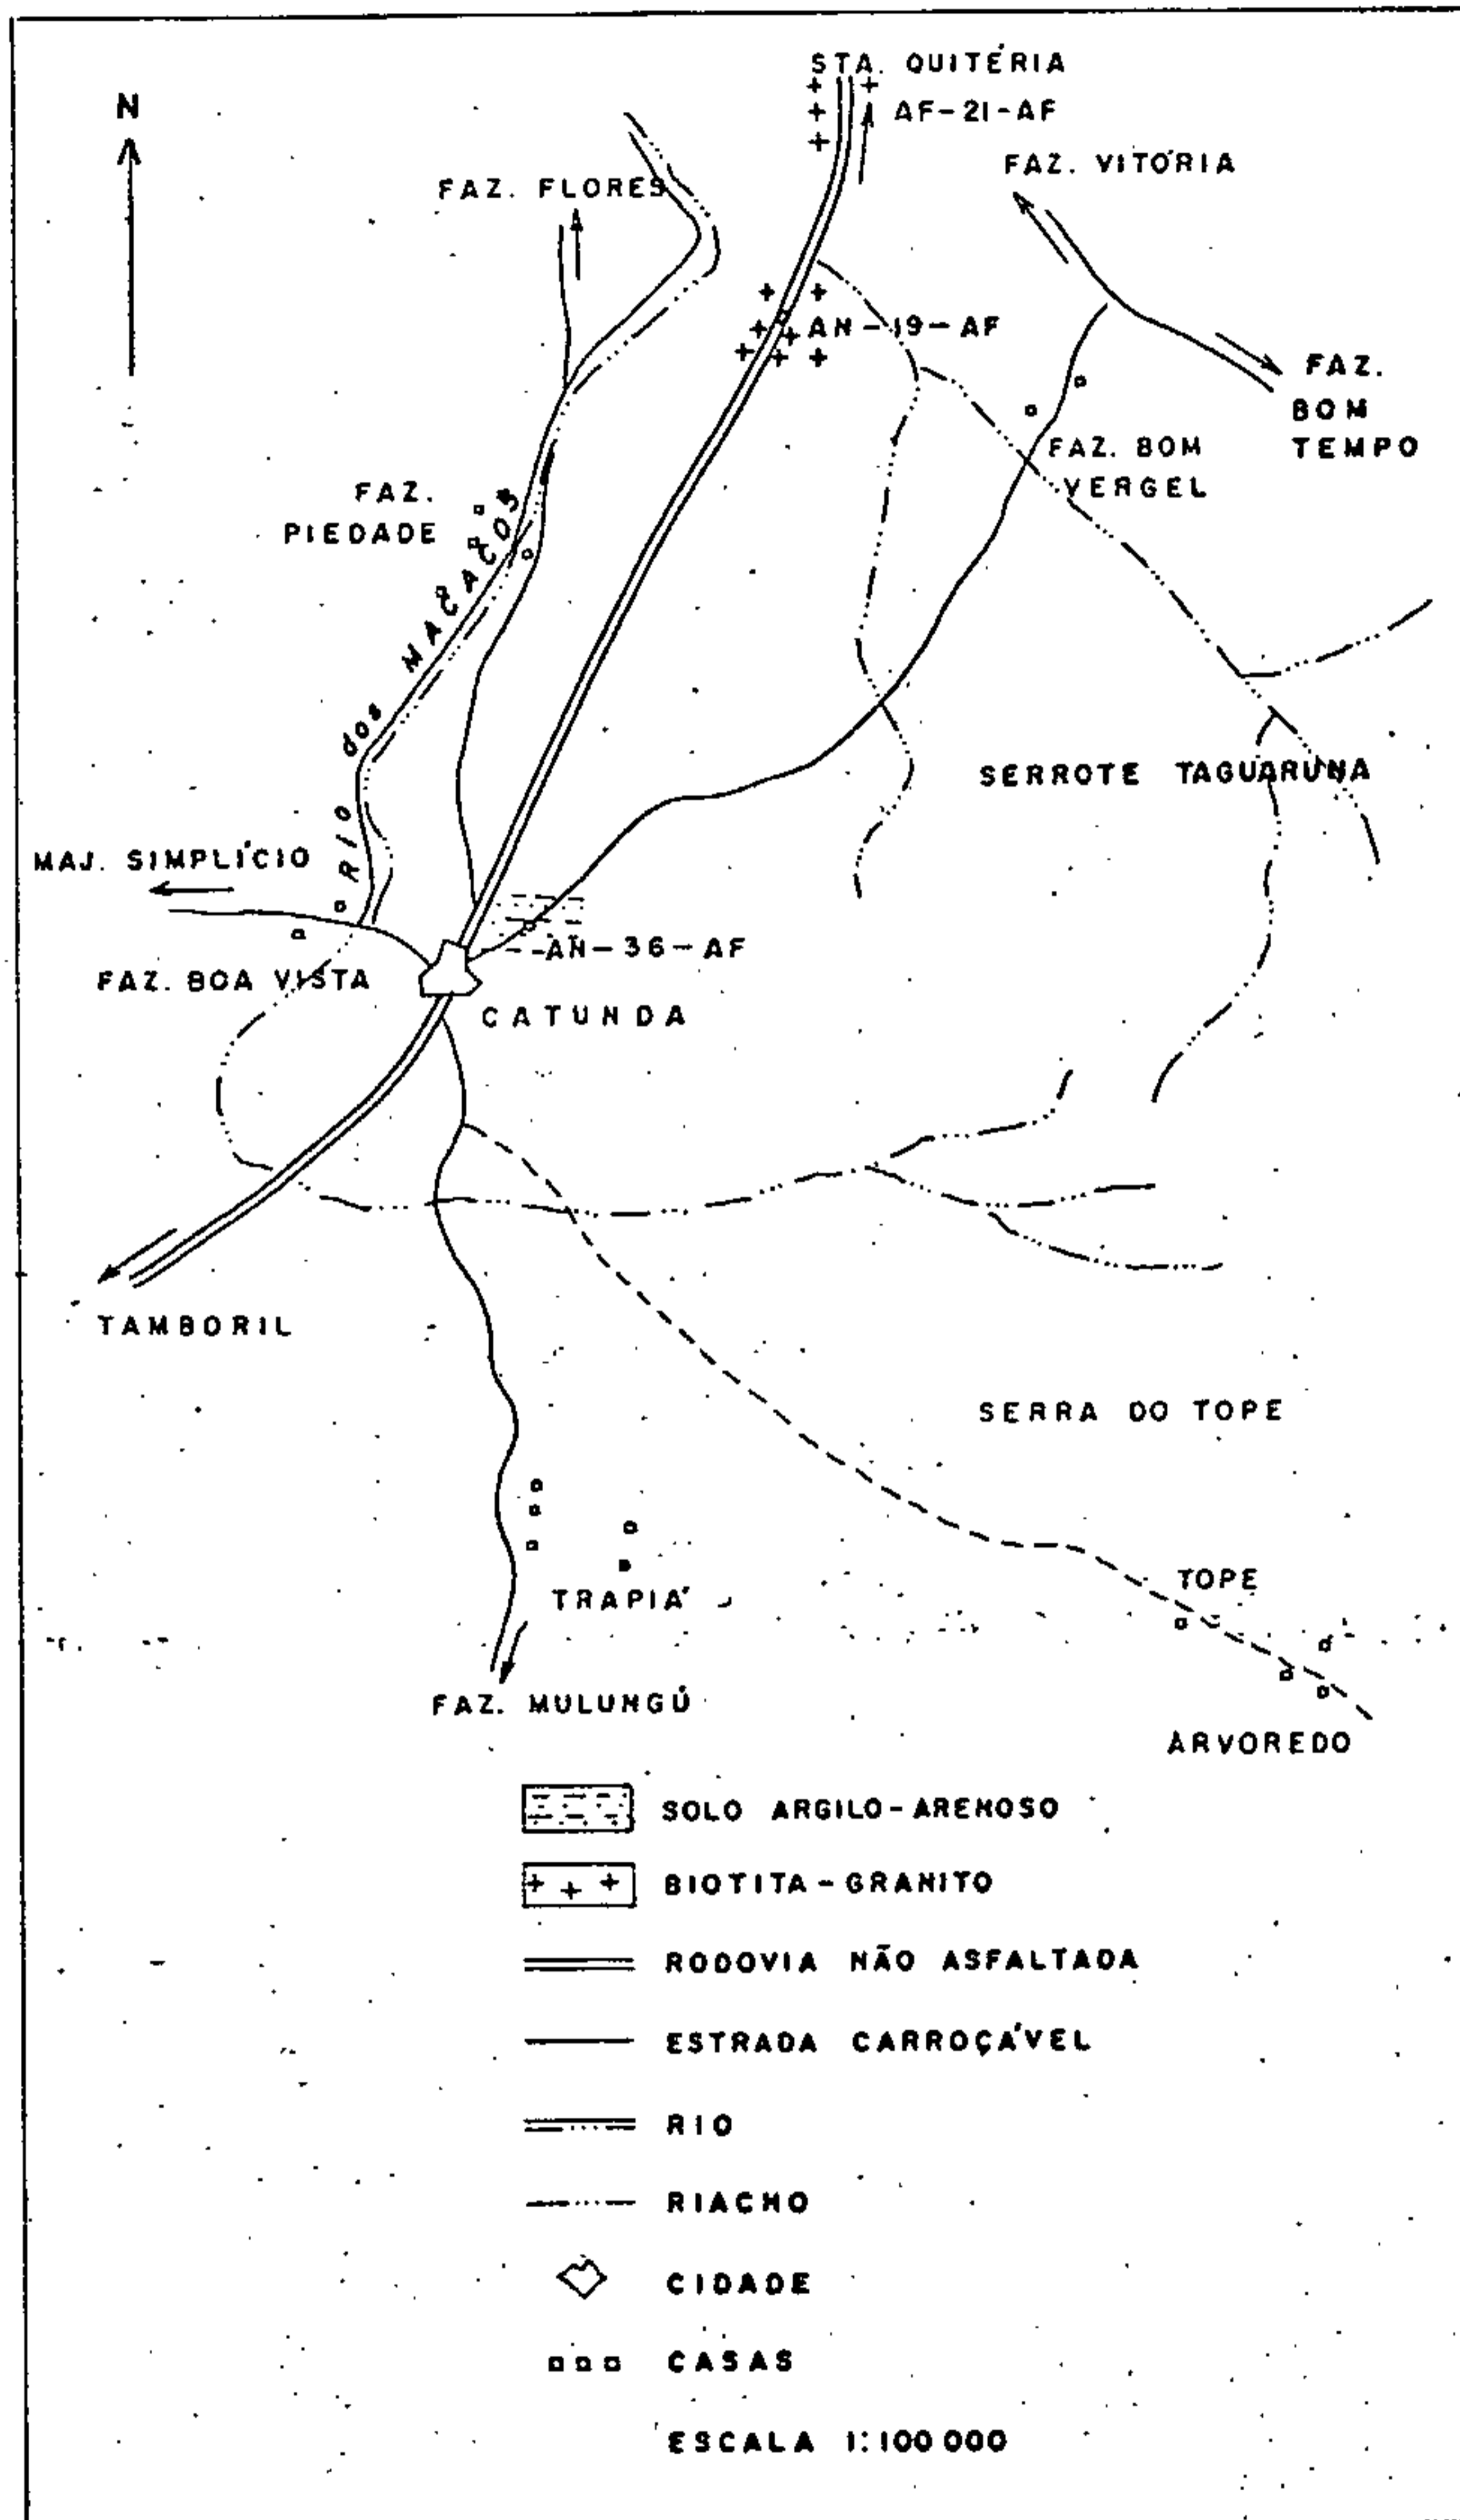 STA. QUITÉRIA
N
AF-21-AF
FAZ. VITÓRIA
FAZ. FLORES
AN-19-AF
FAZ.
BOM
TEMPO
FAZ. BOM
VERGEL
FAZ.
PIEDADE
RIO dos MACACOS
SERROTE TAGUARUNA
MAJ. SIMPLÍCIO
AN-36-AF
FAZ. BOA VISTA
CATUNDA
TAMBORIL
SERRA DO TOPE
TOPE
TRAPIÁ
FAZ. MULUNGÚ
ARVOREDO
SOLO ARGILO-ARENOSO
BIOTITA-GRANITO
RODOVIA NÃO ASFALTADA
ESTRADA CARROÇÁVEL
RIO
RIACHO
CIDADE
CASAS
ESCALA 1:100 000